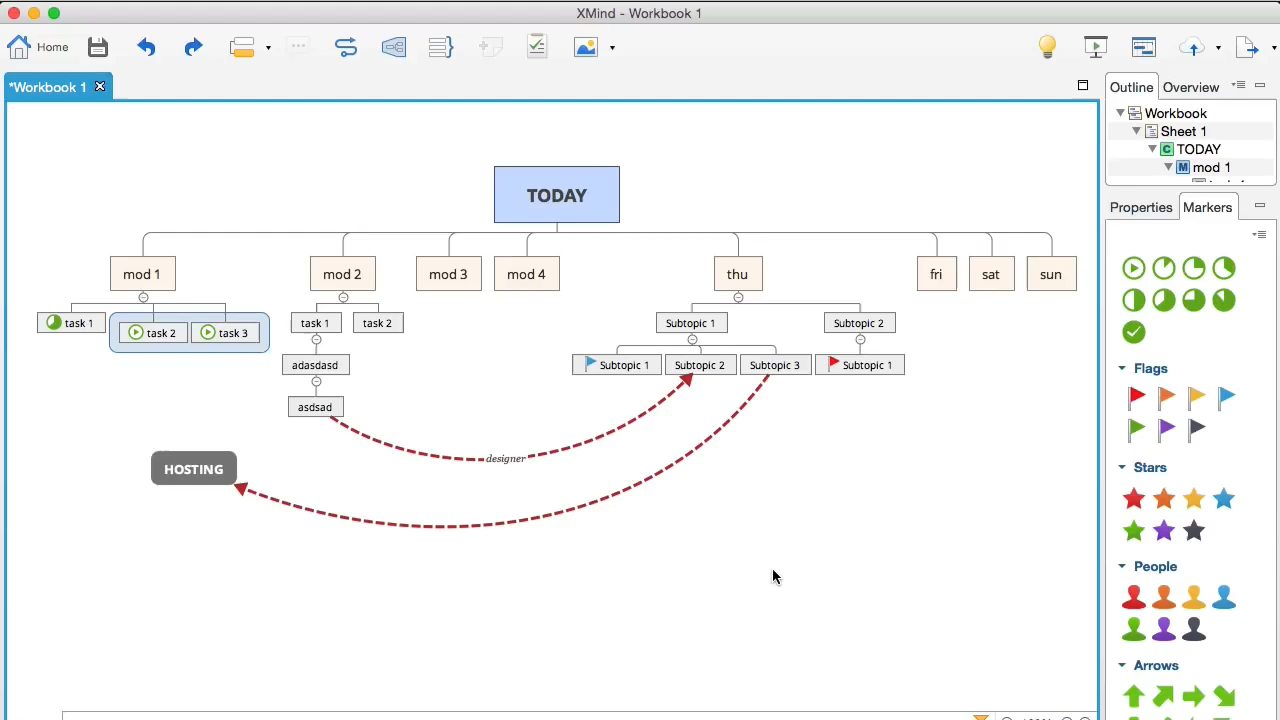 XMind - Workbook 1
Home
*Workbook 1
Outline Overview
Workbook
Sheet 1
C TODAY
M mod 1
Properties Markers
TODAY
mod 1 mod 2 mod 3 mod 4 thu fri sat sun
task 1 task 2 task 3 task 1 task 2 Subtopic 1 Subtopic 2
adasdasd Subtopic 1 Subtopic 2 Subtopic 3 Subtopic 1
asdsad
designer
HOSTING
Flags
Stars
People
Arrows